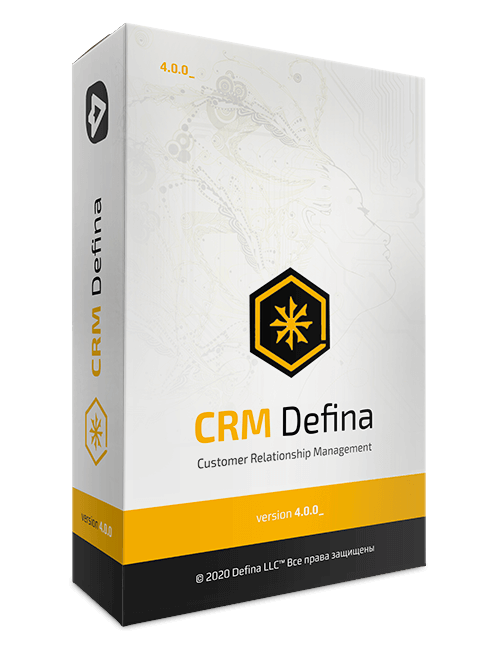 4.0.0_
CRM Defina
Customer Relationship Management
version 4.0.0_
© 2020 Defina LLC™ Все права защищены
CRM Defina
version 4.0.0